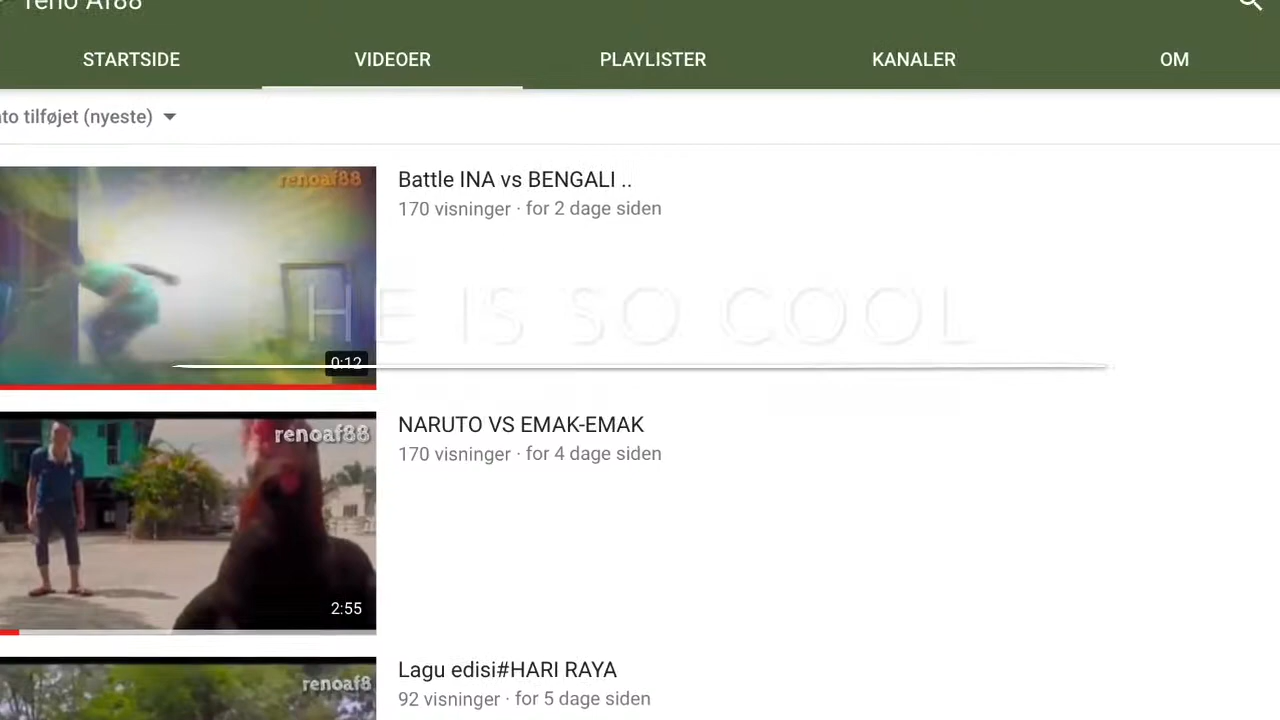 reno Af88
STARTSIDE
VIDEOER
PLAYLISTER
KANALER
OM
to tilføjet (nyeste)
renoaf88
0:12
Battle INA vs BENGALI ..
170 visninger · for 2 dage siden
HE IS SO COOL
renoaf88
2:55
NARUTO VS EMAK-EMAK
170 visninger · for 4 dage siden
renoaf8
Lagu edisi#HARI RAYA
92 visninger · for 5 dage siden